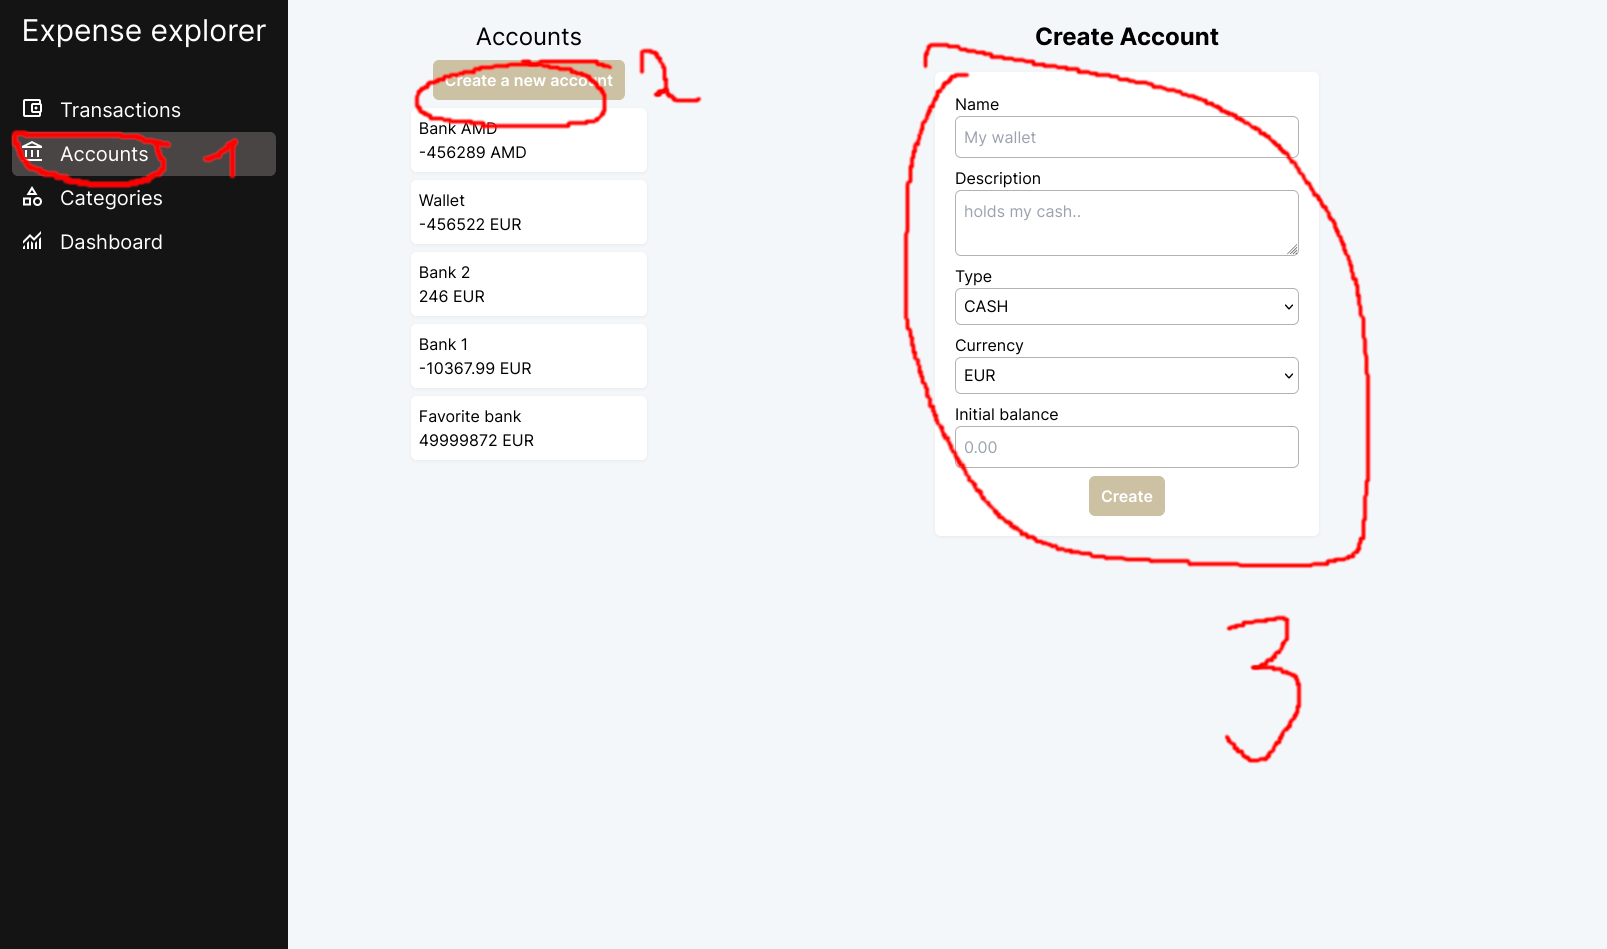 Expense explorer
Transactions
Accounts
1
Categories
Dashboard
Accounts
Create a new account
2
Bank AMD
-456289 AMD
Wallet
-456522 EUR
Bank 2
246 EUR
Bank 1
-10367.99 EUR
Favorite bank
49999872 EUR
Create Account
Name
My wallet
Description
holds my cash..
Type
CASH
Currency
EUR
Initial balance
0.00
Create
3